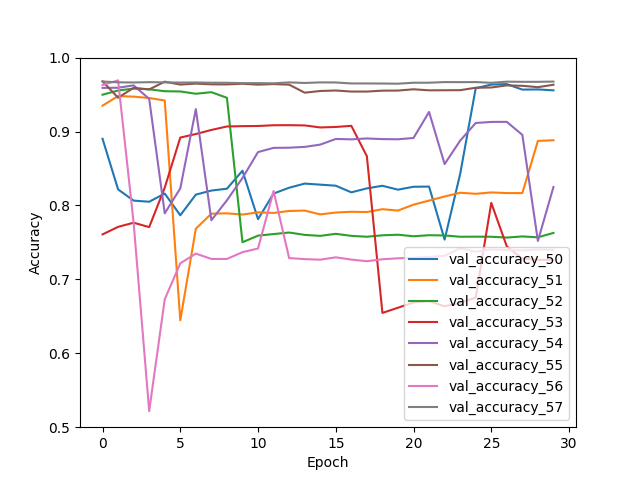 1.0
0.9
0.8
0.7
0.6
0.5
Accuracy
val_accuracy_50
val_accuracy_51
val_accuracy_52
val_accuracy_53
val_accuracy_54
val_accuracy_55
val_accuracy_56
val_accuracy_57
0 5 10 15 20 25 30
Epoch